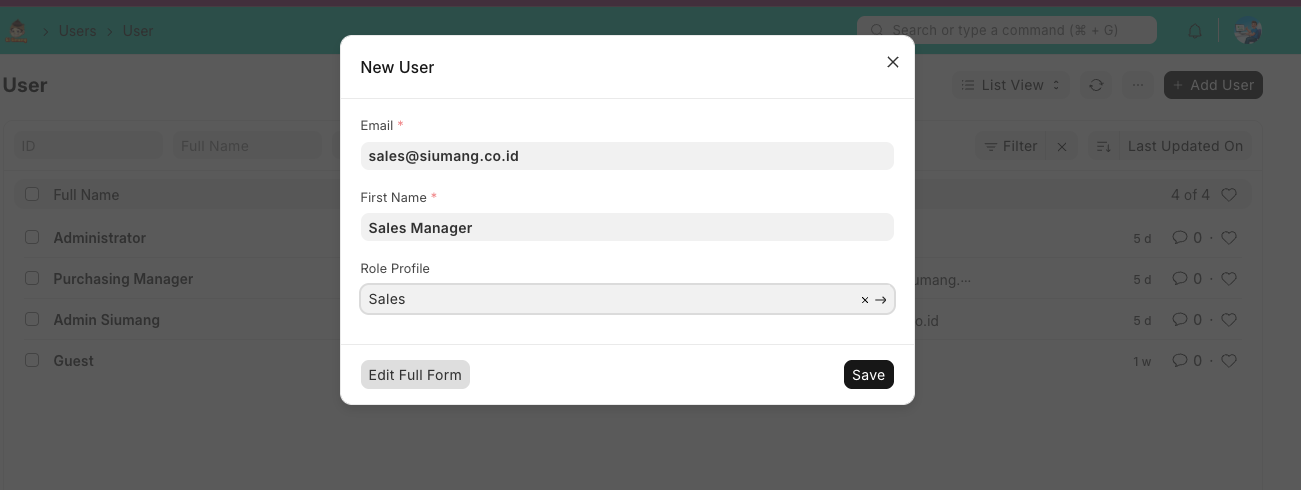 Users
User
Search or type a command (⌘ + G)
User
List View
Add User
New User
Email *
sales@siumang.co.id
First Name *
Sales Manager
Role Profile
Sales
Edit Full Form
Save
ID
Full Name
Filter
Last Updated On
Full Name
4 of 4
Administrator
5 d
0
Purchasing Manager
umang.···
5 d
0
Admin Siumang
o.id
5 d
0
Guest
1 w
0